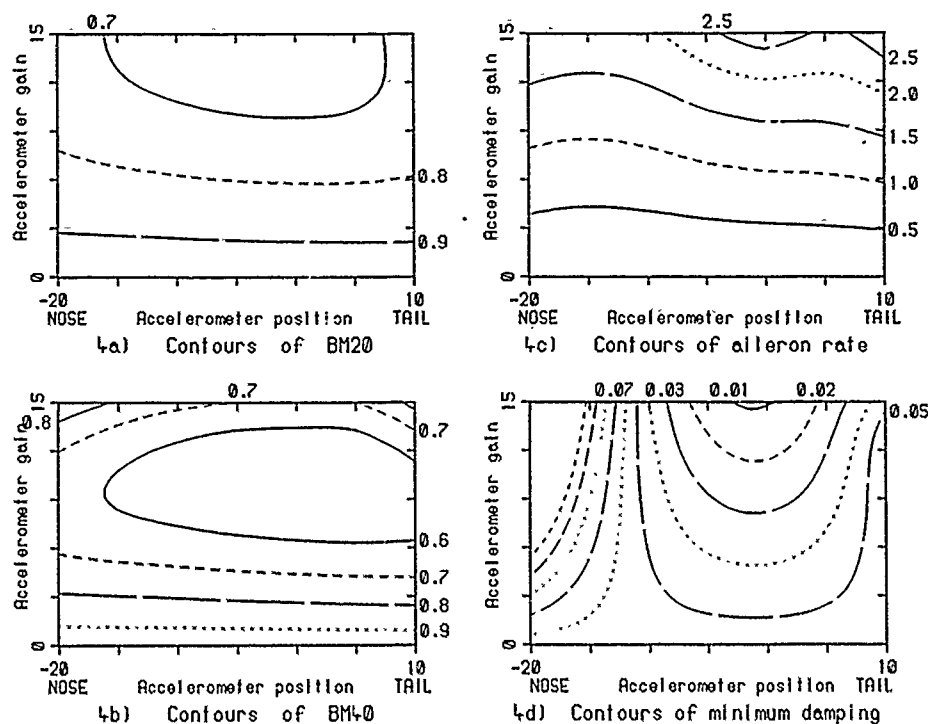 0.7
15
Accelerometer gain
0
0.8
0.9
-20
10
NOSE Accelerometer position TAIL
4a) Contours of BM20
2.5
15
Accelerometer gain
0
2.5
2.0
1.5
1.0
0.5
-20
10
NOSE Accelerometer position TAIL
4c) Contours of aileron rate
0.7
15
0.8
Accelerometer gain
0
0.7
0.6
0.7
0.8
0.9
-20
10
NOSE Accelerometer position TAIL
4b) Contours of BM40
0.07 0.03 0.01 0.02
15
Accelerometer gain
0
0.05
-20
10
NOSE Accelerometer position TAIL
4d) Contours of minimum damping